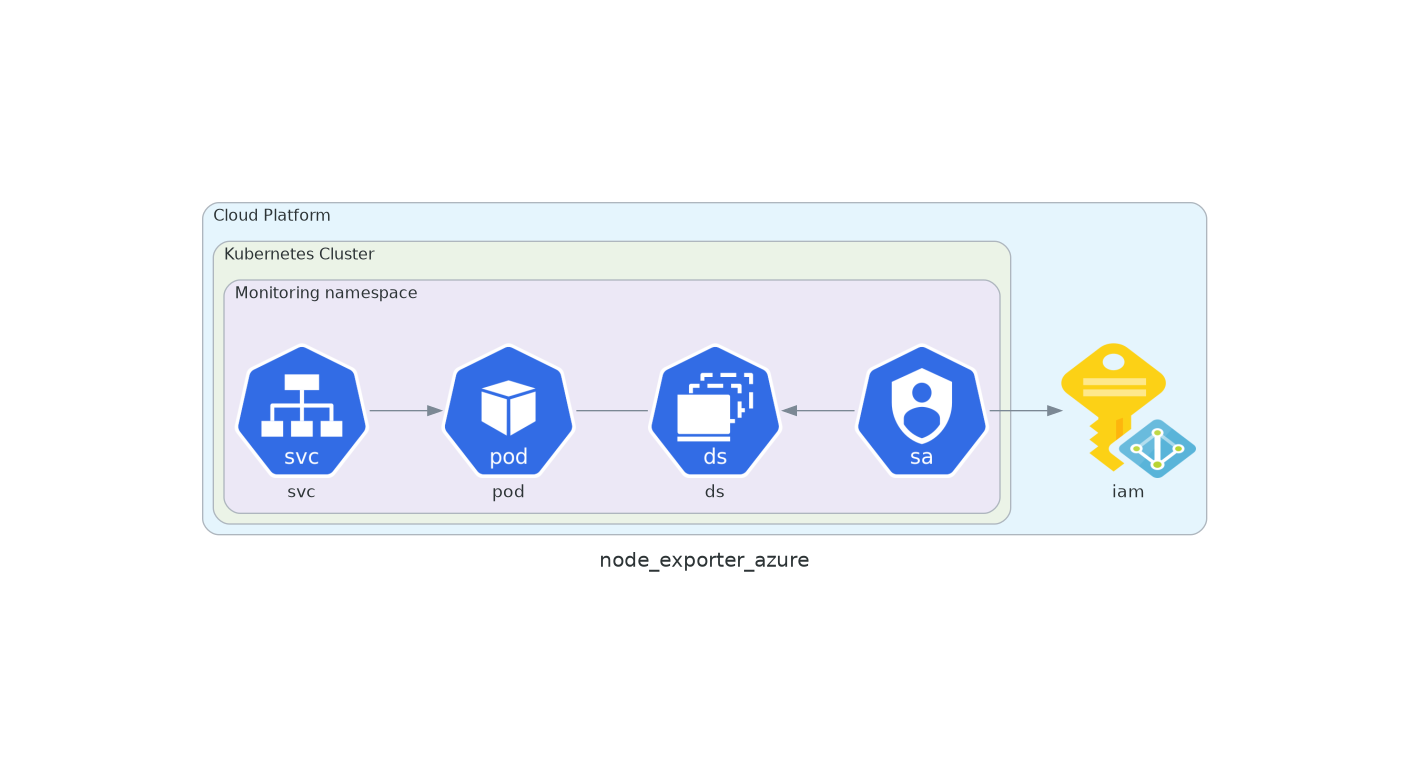 Cloud Platform
Kubernetes Cluster
Monitoring namespace
svc pod ds sa
svc pod ds iam
node_exporter_azure